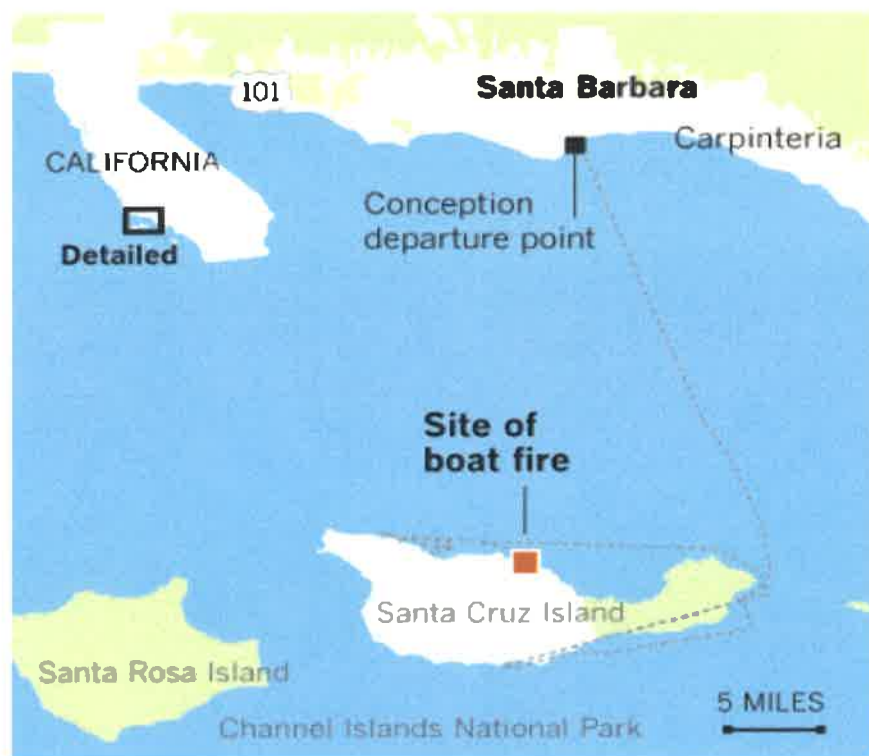 101
Santa Barbara
Carpinteria
CALIFORNIA
Detailed
Conception
departure point
Site of
boat fire
Santa Cruz Island
Santa Rosa Island
Channel Islands National Park
5 MILES